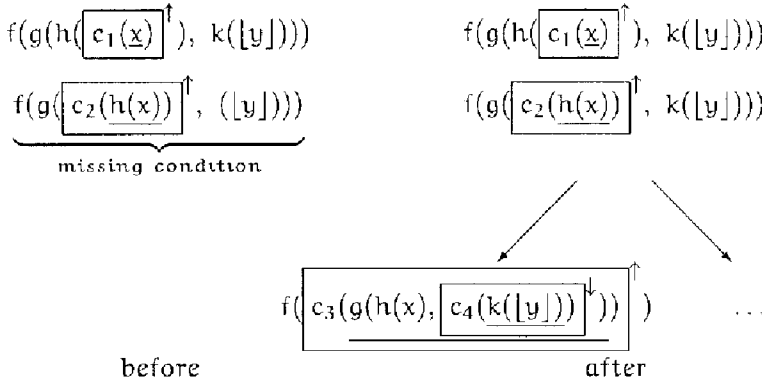 f(g(h(c₁(x)↑), k(⌊y⌋))) f(g(h(c₁(x)↑), k(⌊y⌋)))
f(g(c₂(h(x))↑, (⌊y⌋))) f(g(c₂(h(x))↑, k(⌊y⌋)))
missing condition
f(c₃(g(h(x), c₄(k(⌊y⌋))↓))↑) ...
before after